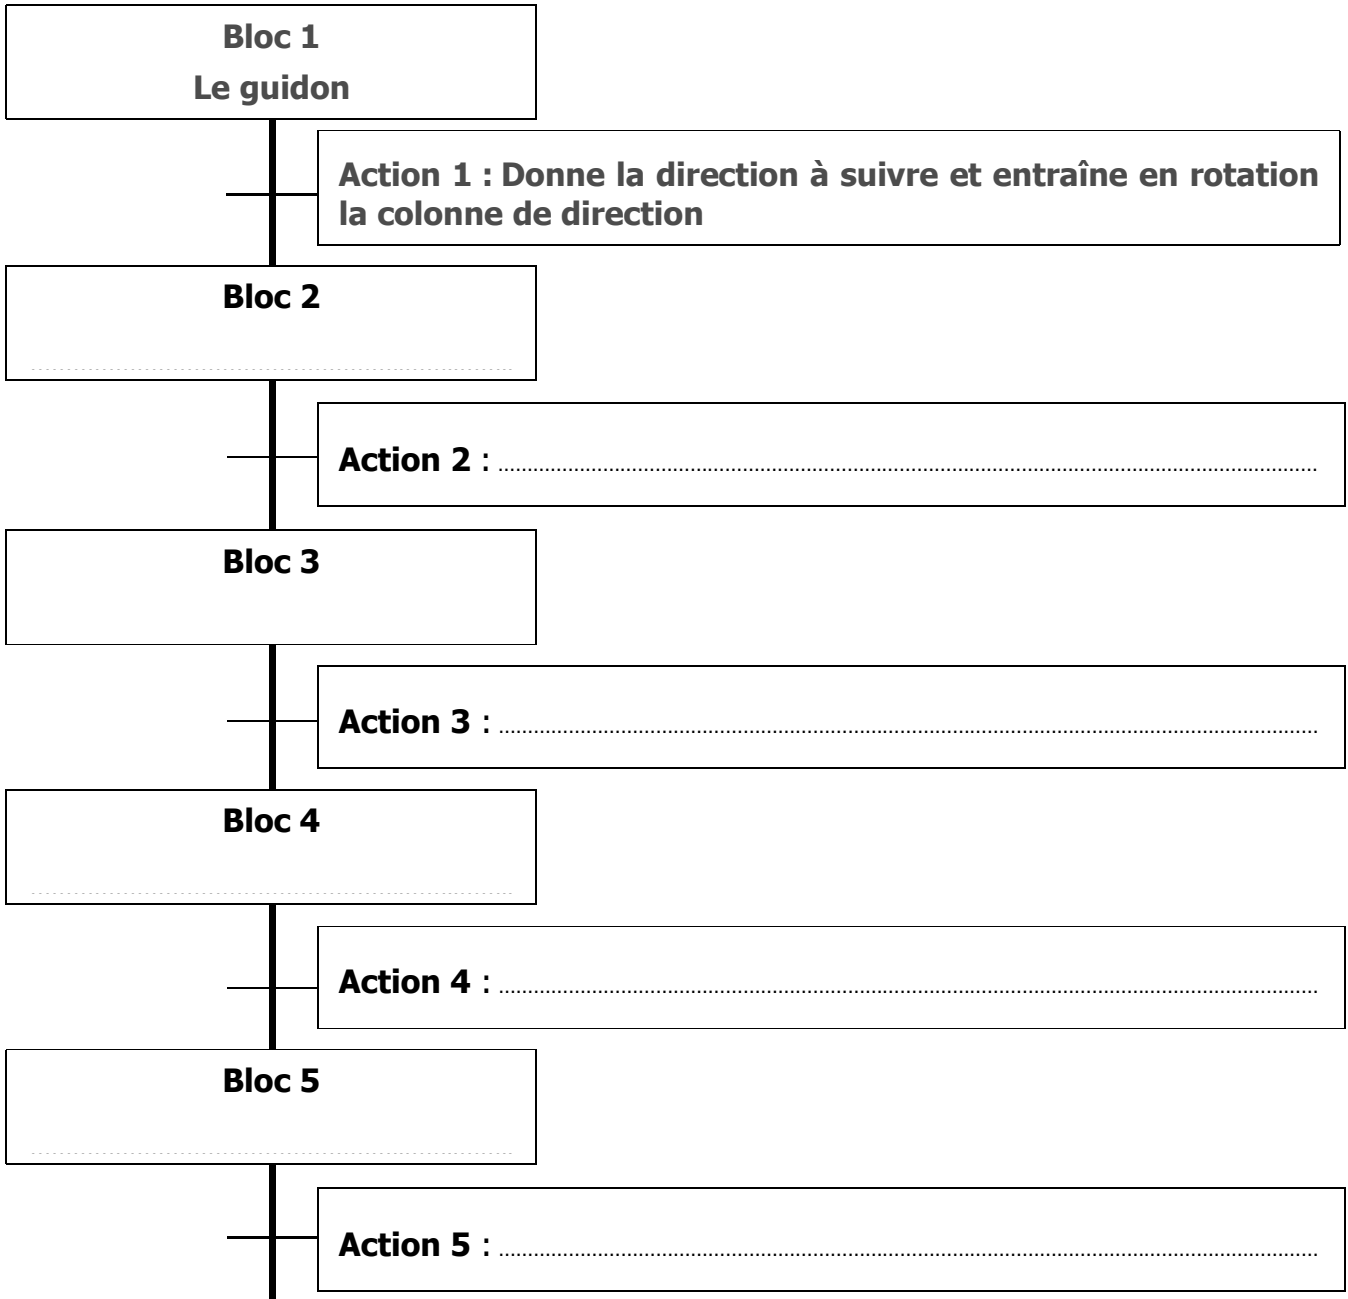 Bloc 1
Le guidon
Action 1 : Donne la direction à suivre et entraîne en rotation
la colonne de direction
Bloc 2
Action 2 :
Bloc 3
Action 3 :
Bloc 4
Action 4 :
Bloc 5
Action 5 :